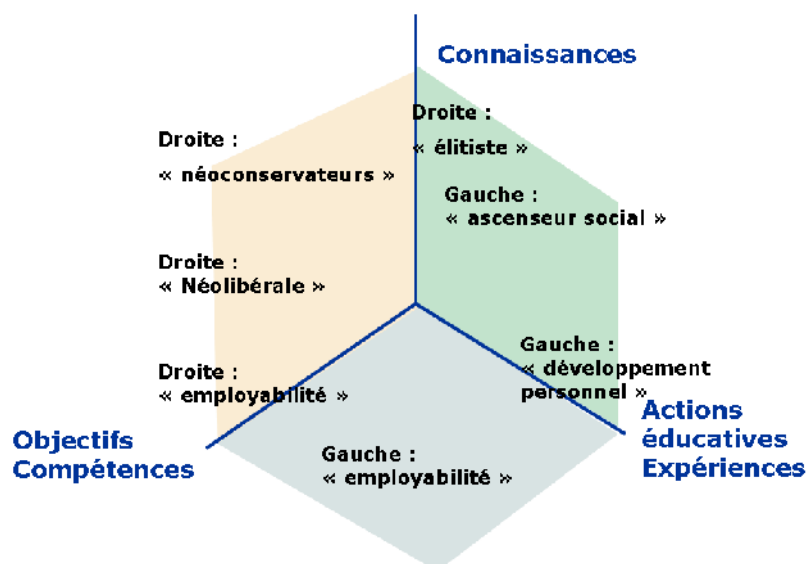 Connaissances
Droite :
« élitiste »
Droite :
« néoconservateurs »
Gauche :
« ascenseur social »
Droite :
« Néolibérale »
Gauche :
« développement
personnel »
Droite :
« employabilité »
Actions
éducatives
Expériences
Objectifs
Compétences
Gauche :
« employabilité »